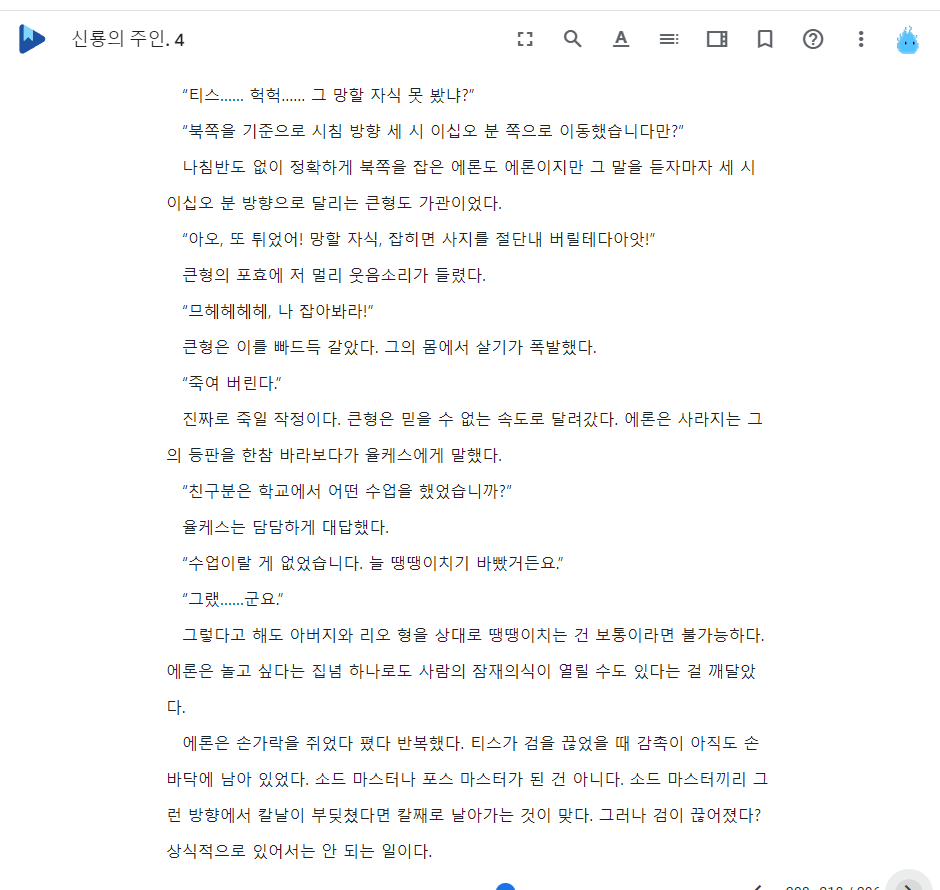 신룡의 주인. 4
"티스...... 헉헉...... 그 망할 자식 못 봤냐?"
"북쪽을 기준으로 시침 방향 세 시 이십오 분 쪽으로 이동했습니다만?"
나침반도 없이 정확하게 북쪽을 잡은 에론도 에론이지만 그 말을 듣자마자 세 시
이십오 분 방향으로 달리는 큰형도 가관이었다.
"아오, 또 튀었어! 망할 자식, 잡히면 사지를 절단내 버릴테다아앗!"
큰형의 포효에 저 멀리 웃음소리가 들렸다.
"므헤헤헤헤, 나 잡아봐라!"
큰형은 이를 빠드득 갈았다. 그의 몸에서 살기가 폭발했다.
"죽여 버린다."
진짜로 죽일 작정이다. 큰형은 믿을 수 없는 속도로 달려갔다. 에론은 사라지는 그
의 등판을 한참 바라보다가 율케스에게 말했다.
"친구분은 학교에서 어떤 수업을 했었습니까?"
율케스는 담담하게 대답했다.
"수업이랄 게 없었습니다. 늘 땡땡이치기 바빴거든요."
"그랬......군요."
그렇다고 해도 아버지와 리오 형을 상대로 땡땡이치는 건 보통이라면 불가능하다.
에론은 놀고 싶다는 집념 하나로도 사람의 잠재의식이 열릴 수도 있다는 걸 깨달았
다.
에론은 손가락을 쥐었다 폈다 반복했다. 티스가 검을 끊었을 때 감촉이 아직도 손
바닥에 남아 있었다. 소드 마스터나 포스 마스터가 된 건 아니다. 소드 마스터끼리 그
런 방향에서 칼날이 부딪쳤다면 칼째로 날아가는 것이 맞다. 그러나 검이 끊어졌다?
상식적으로 있어서는 안 되는 일이다.